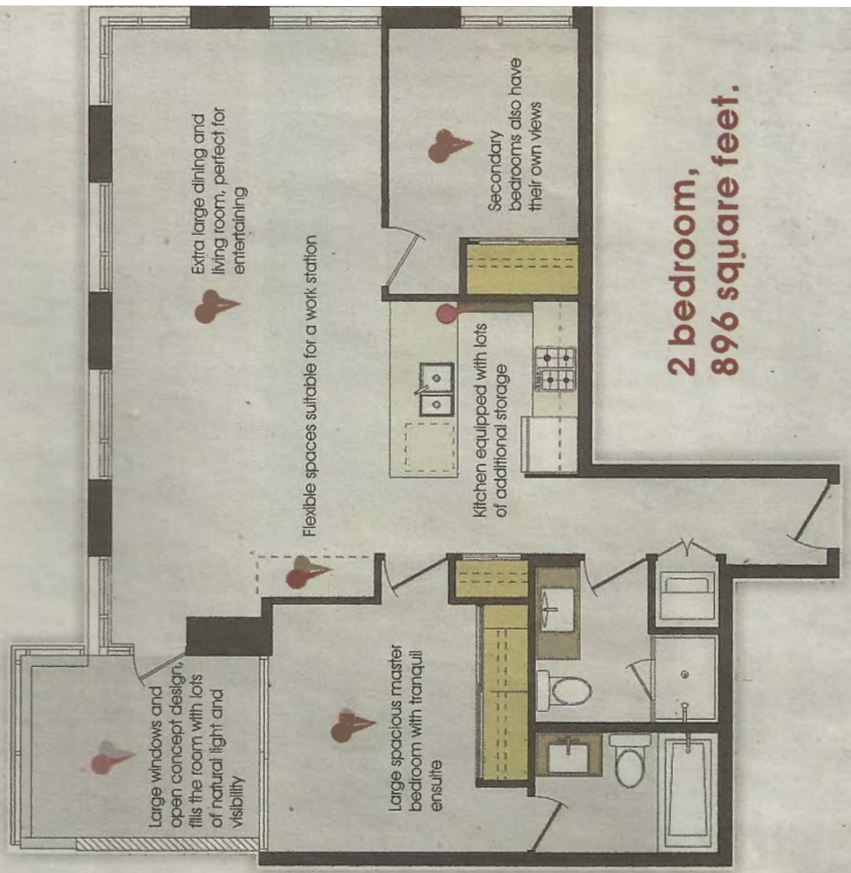 Large windows and
open concept design,
fills the room with lots
of natural light and
visibility
Extra large dining and
living room, perfect for
entertaining
Flexible spaces suitable for a work station
Large spacious master
bedroom with tranquil
ensuite
Kitchen equipped with lots
of additional storage
Secondary
bedrooms also have
their own views
2 bedroom,
896 square feet.